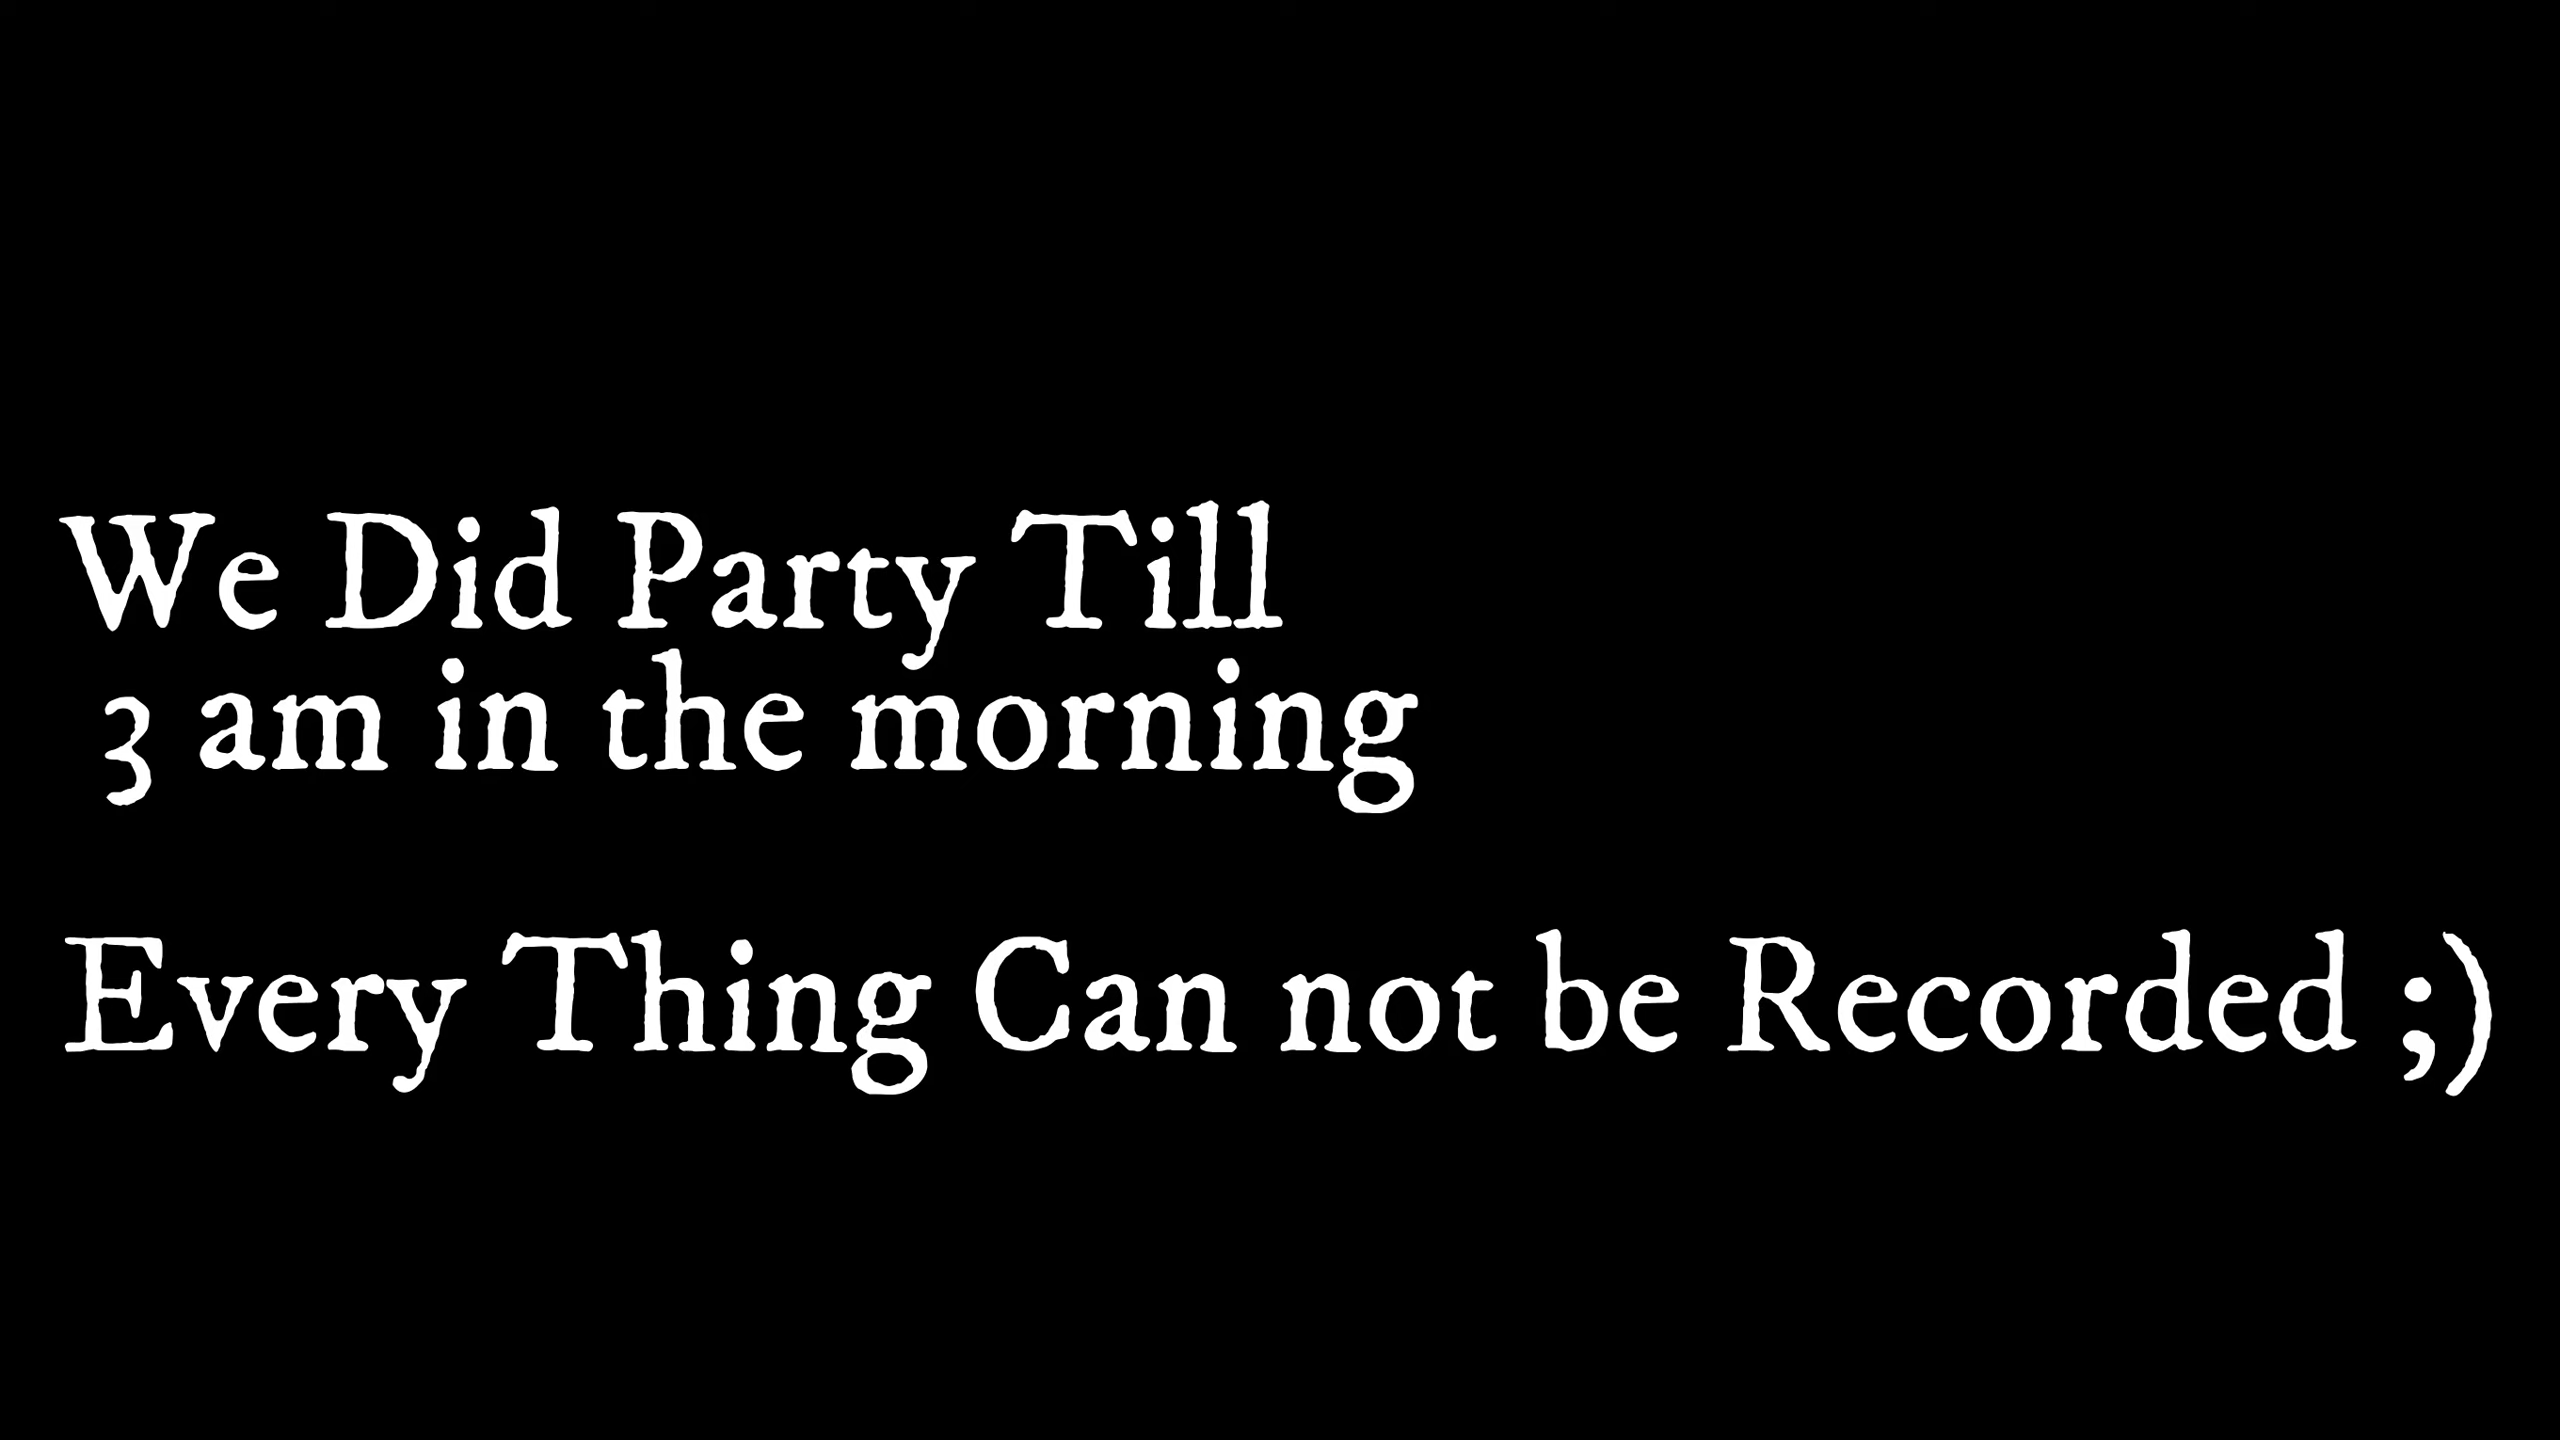 We Did Party Till
3 am in the morning
Every Thing Can not be Recorded ;)